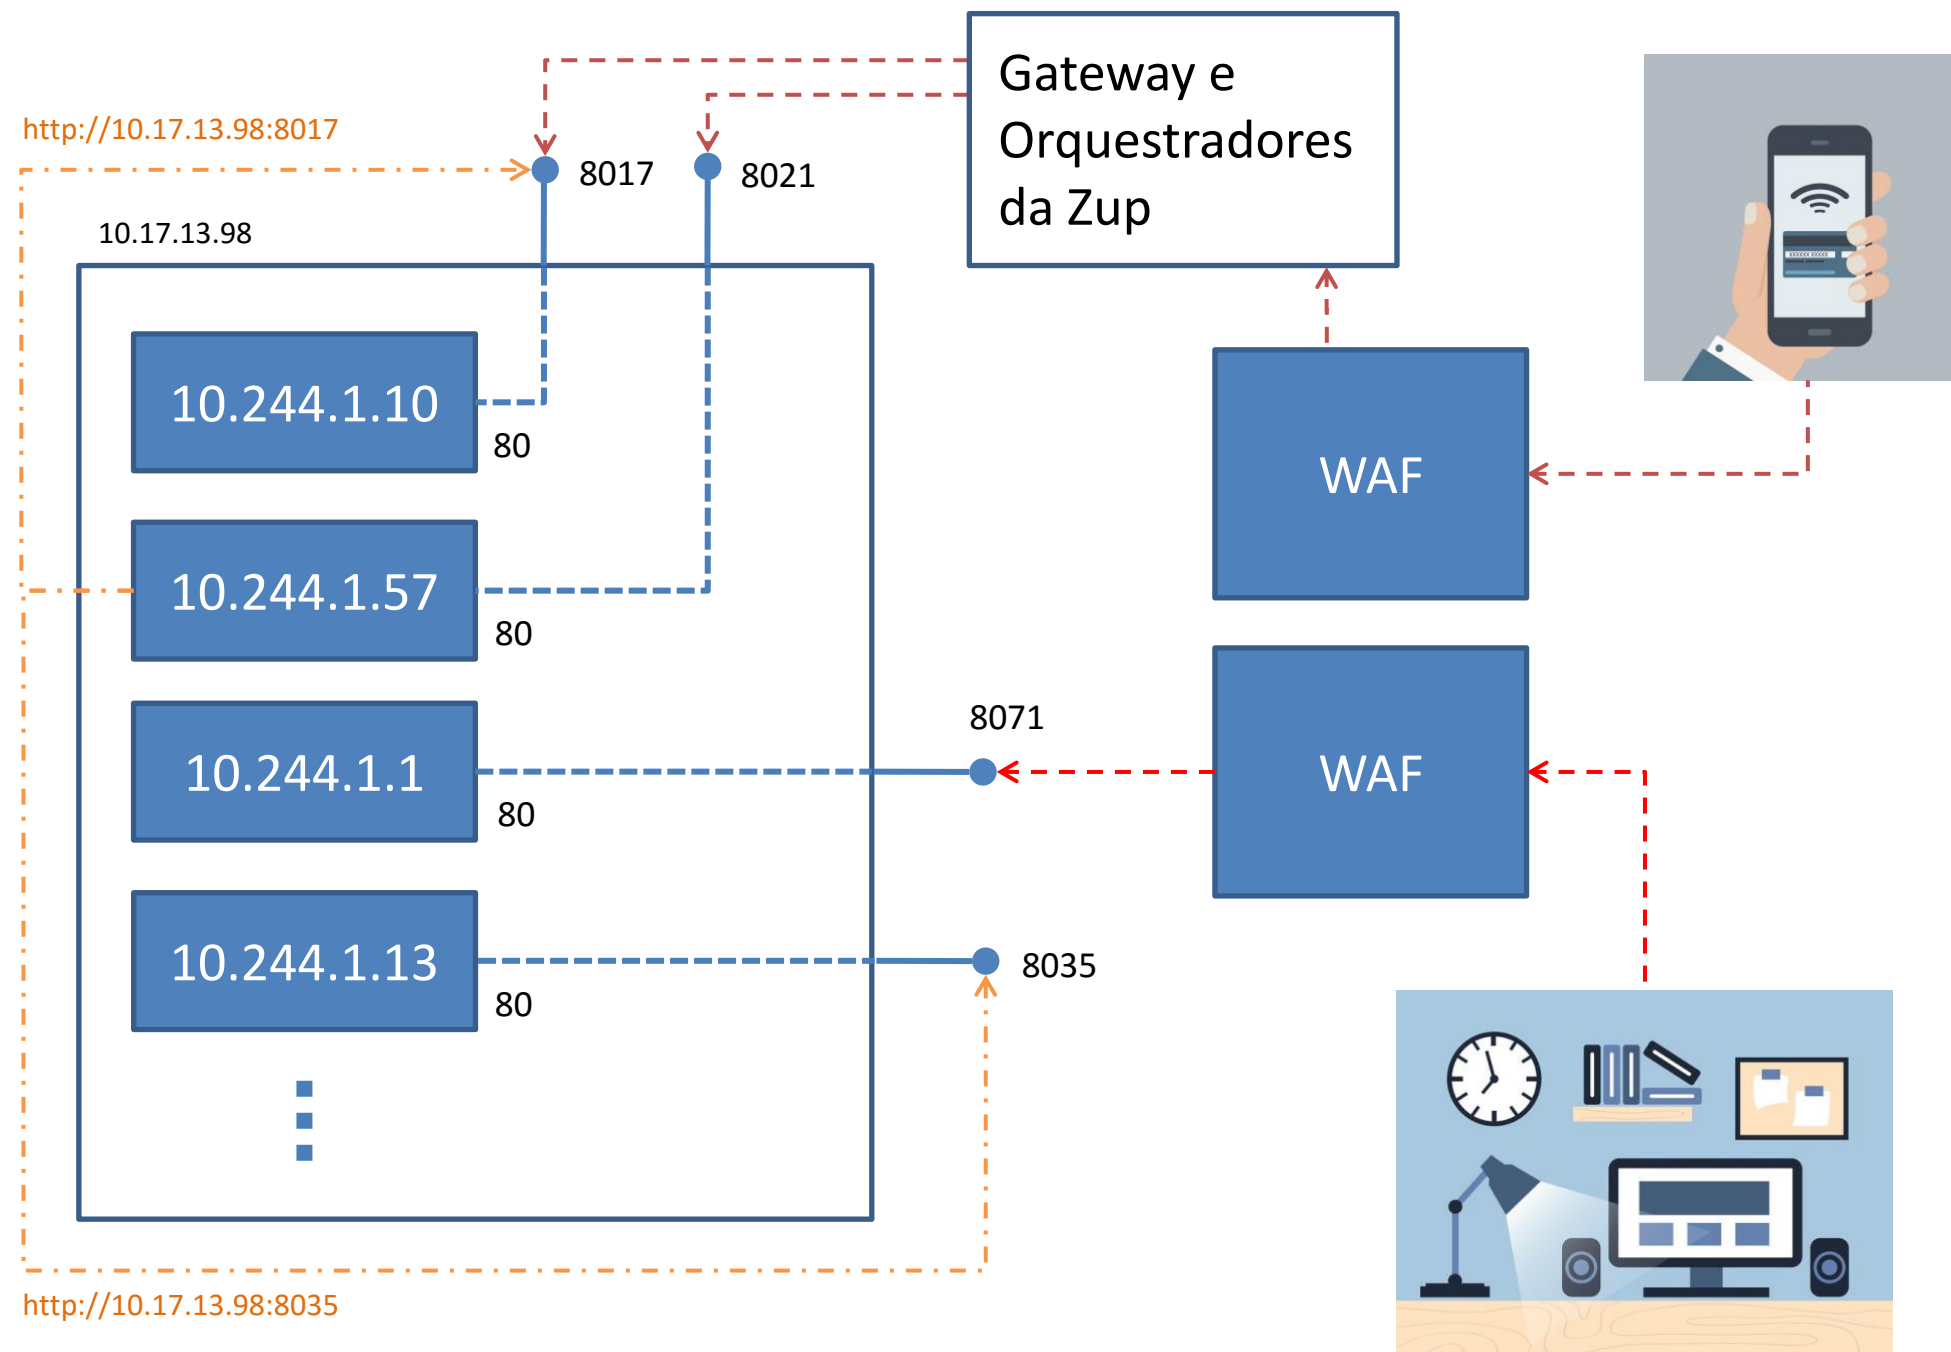 Gateway e
Orquestradores
da Zup
http://10.17.13.98:8017
8017
8021
10.17.13.98
10.244.1.10
80
WAF
10.244.1.57
80
8071
10.244.1.1
80
WAF
10.244.1.13
80
8035
http://10.17.13.98:8035